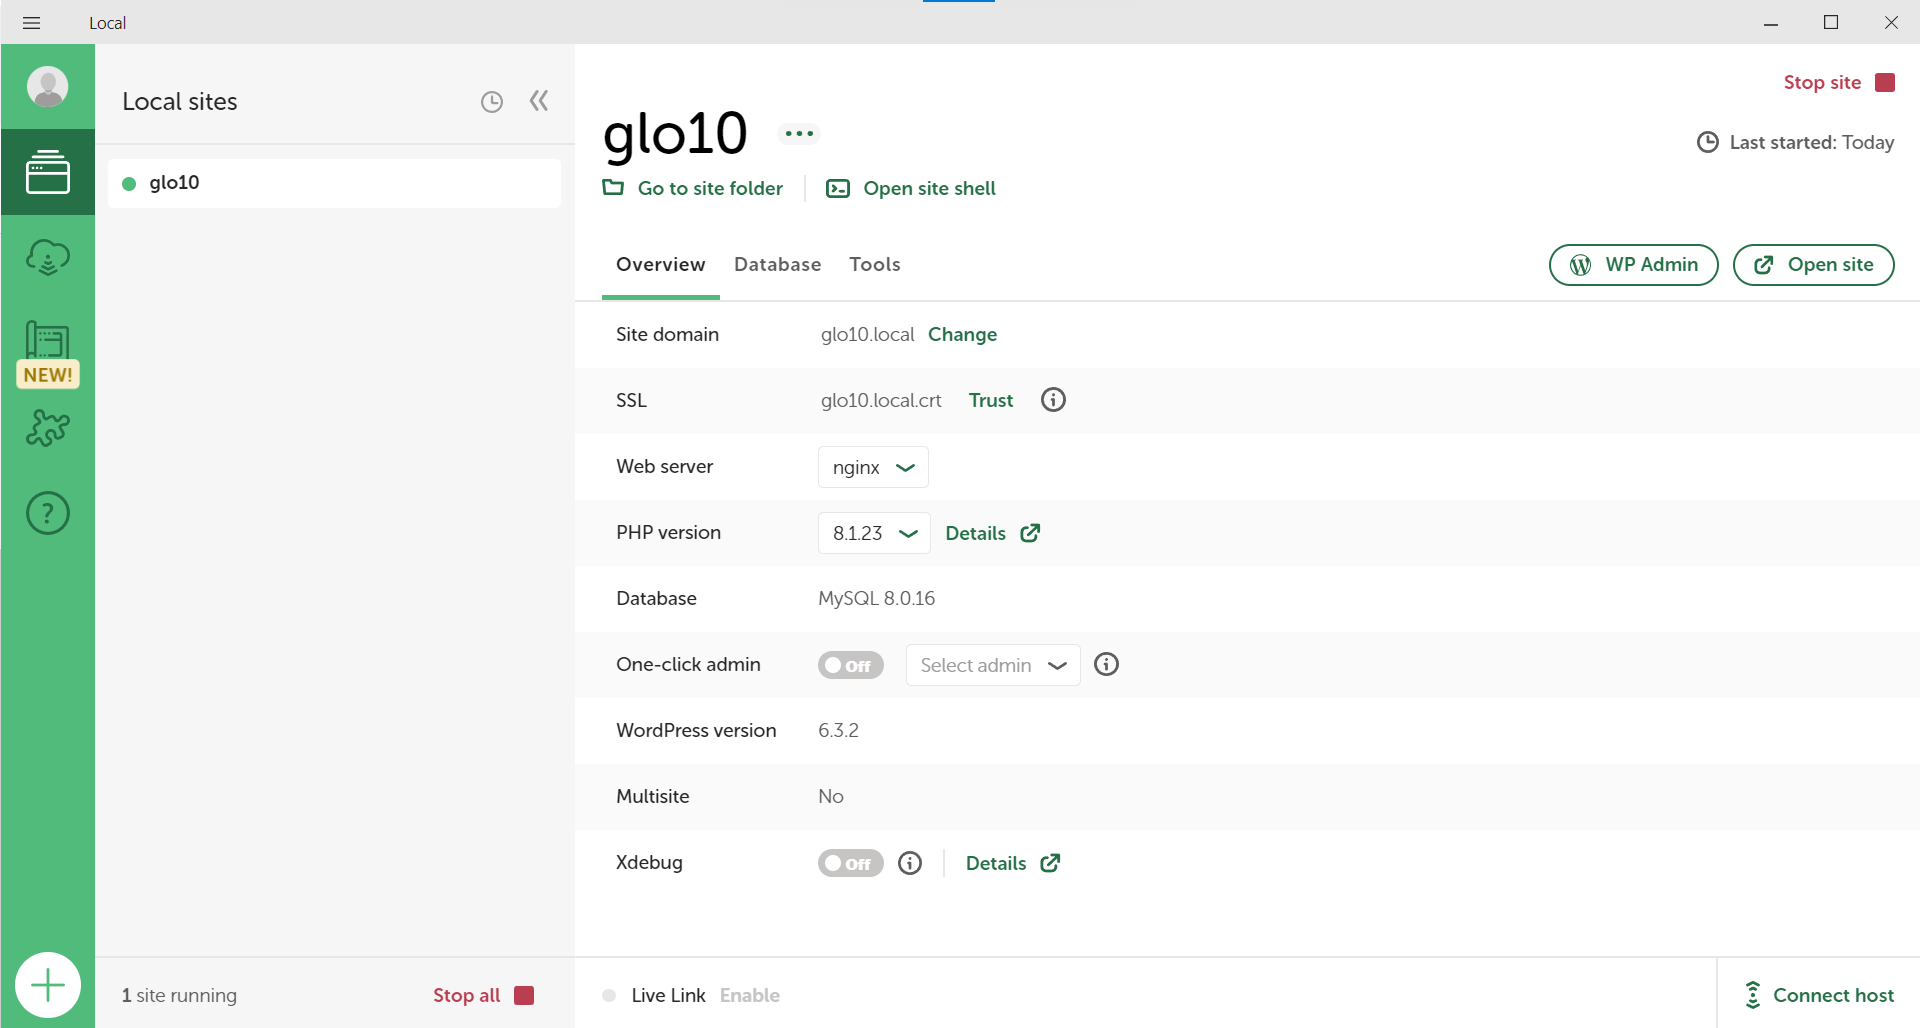 Local
Local sites
glo10
NEW!
1 site running
Stop all
Stop site
glo10
Last started: Today
Go to site folder
Open site shell
Overview
Database
Tools
WP Admin
Open site
Site domain
glo10.local
Change
SSL
glo10.local.crt
Trust
Web server
nginx
PHP version
8.1.23
Details
Database
MySQL 8.0.16
One-click admin
Off
Select admin
WordPress version
6.3.2
Multisite
No
Xdebug
Off
Details
Live Link
Enable
Connect host